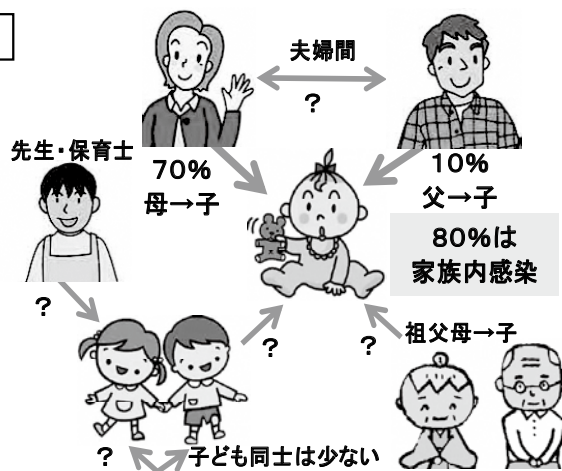 夫婦間
?
先生・保育士
70%
母→子
10%
父→子
80%は
家族内感染
?
?
?
祖父母→子
?
子ども同士は少ない